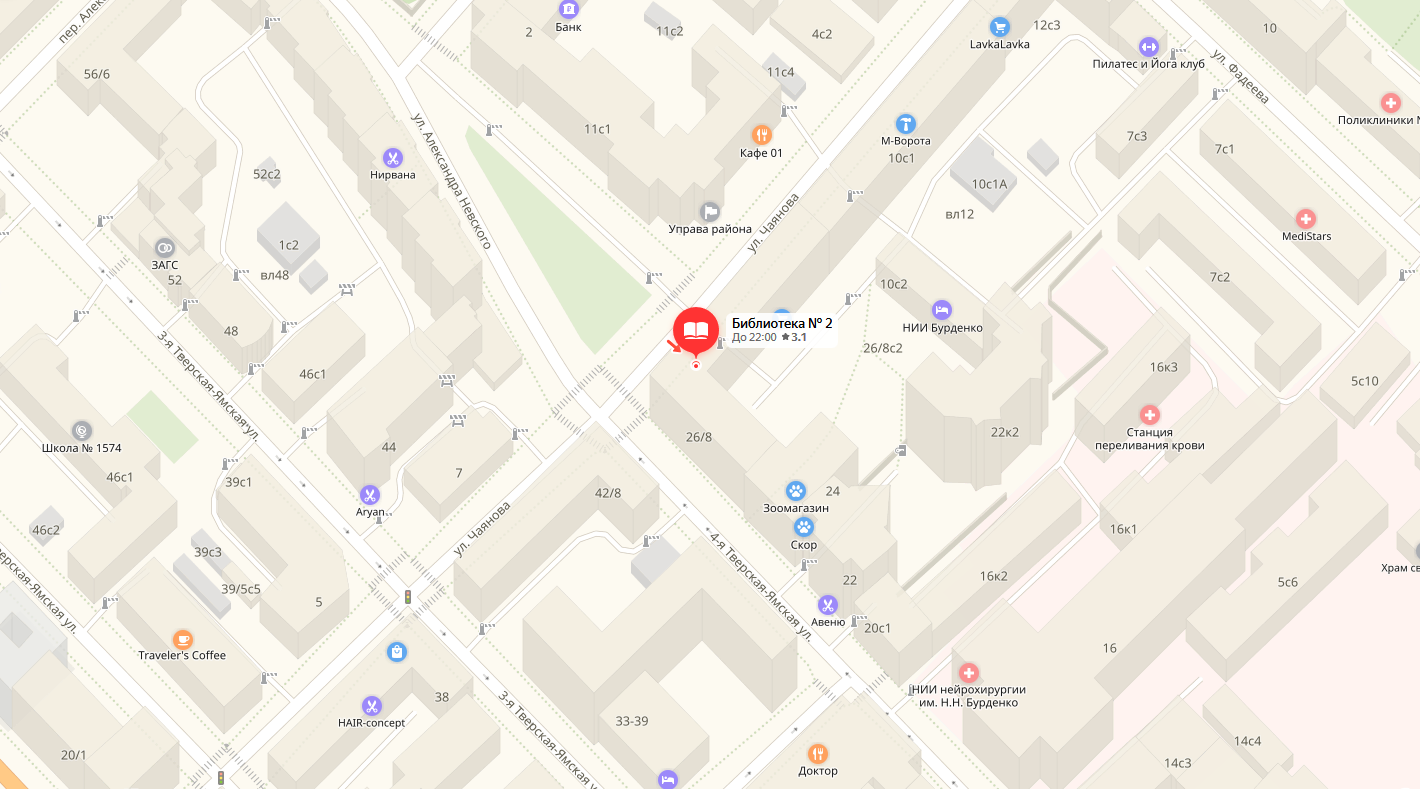 пер. Алек
Банк
2
11с2
4с2
LavkaLavka
12с3
Пилатес и Йога клуб
10
ул. Фадеева
56/6
11с4
Поликлиники №
ул. Александра Невского
11с1
Кафе 01
М-Ворота
10с1
7с3
7с1
Нирвана
52с2
10с1А
вл12
Управа района
ул. Чаянова
MediStars
ЗАГС
52
1с2
вл48
10с2
7с2
НИИ Бурденко
48
Библиотека № 2
До 22:00 3.1
26/8с2
3-я Тверская-Ямская ул.
46с1
16к3
5с10
Школа № 1574
44
26/8
22к2
Станция
переливания крови
46с1
39с1
7
Aryan
42/8
Зоомагазин
24
46с2
ул. Чаянова
Скор
4-я Тверская-Ямская ул.
16к1
39с3
39/5с5
5
22
16к2
5с6
Храм св
верская-Ямская ул.
Авеню
20с1
Traveler's Coffee
16
НИИ нейрохирургии
им. Н.Н. Бурденко
38
HAIR-concept
3-я Тверская-Ямская у
33-39
20/1
Доктор
14с4
14с3